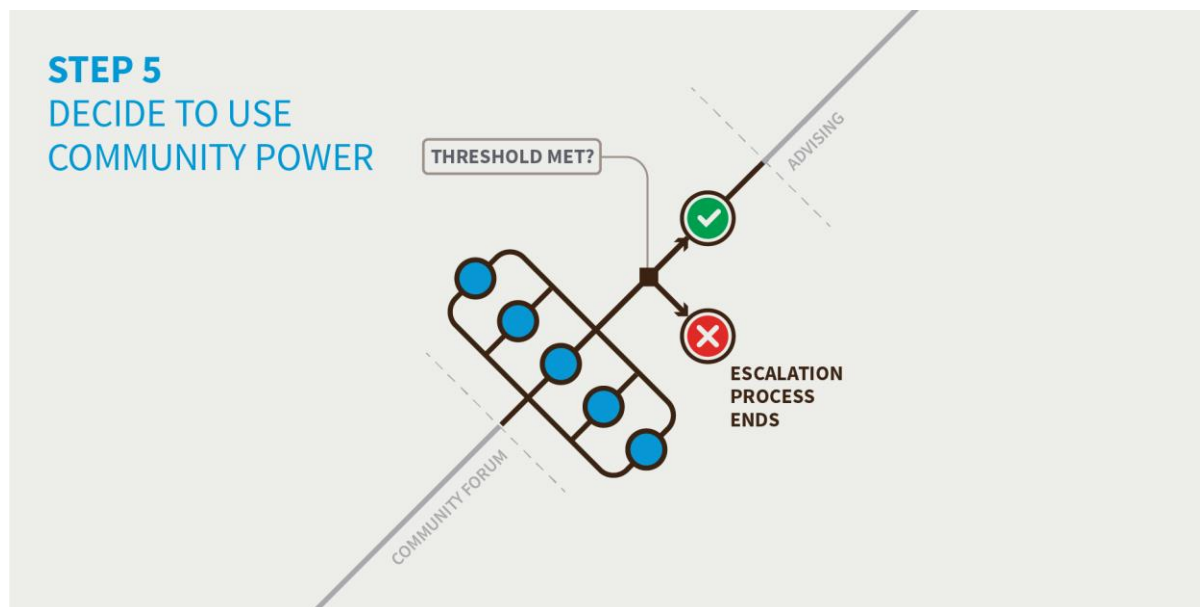 STEP 5
DECIDE TO USE
COMMUNITY POWER
THRESHOLD MET?
ADVISING
ESCALATION
PROCESS
ENDS
COMMUNITY FORUM